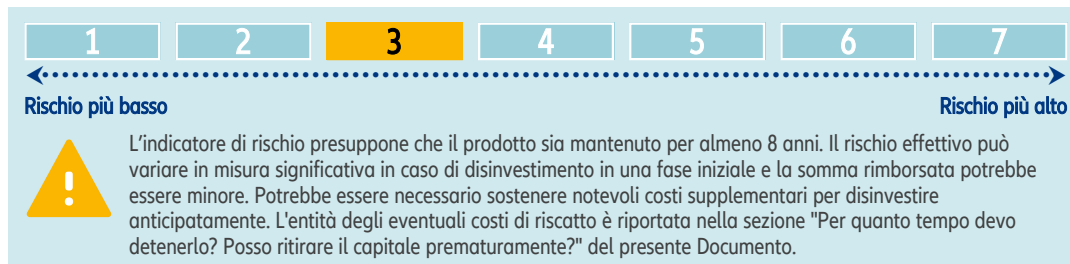 1 2 3 4 5 6 7
Rischio più basso Rischio più alto
L'indicatore di rischio presuppone che il prodotto sia mantenuto per almeno 8 anni. Il rischio effettivo può
variare in misura significativa in caso di disinvestimento in una fase iniziale e la somma rimborsata potrebbe
essere minore. Potrebbe essere necessario sostenere notevoli costi supplementari per disinvestire
anticipatamente. L'entità degli eventuali costi di riscatto è riportata nella sezione "Per quanto tempo devo
detenerlo? Posso ritirare il capitale prematuramente?" del presente Documento.